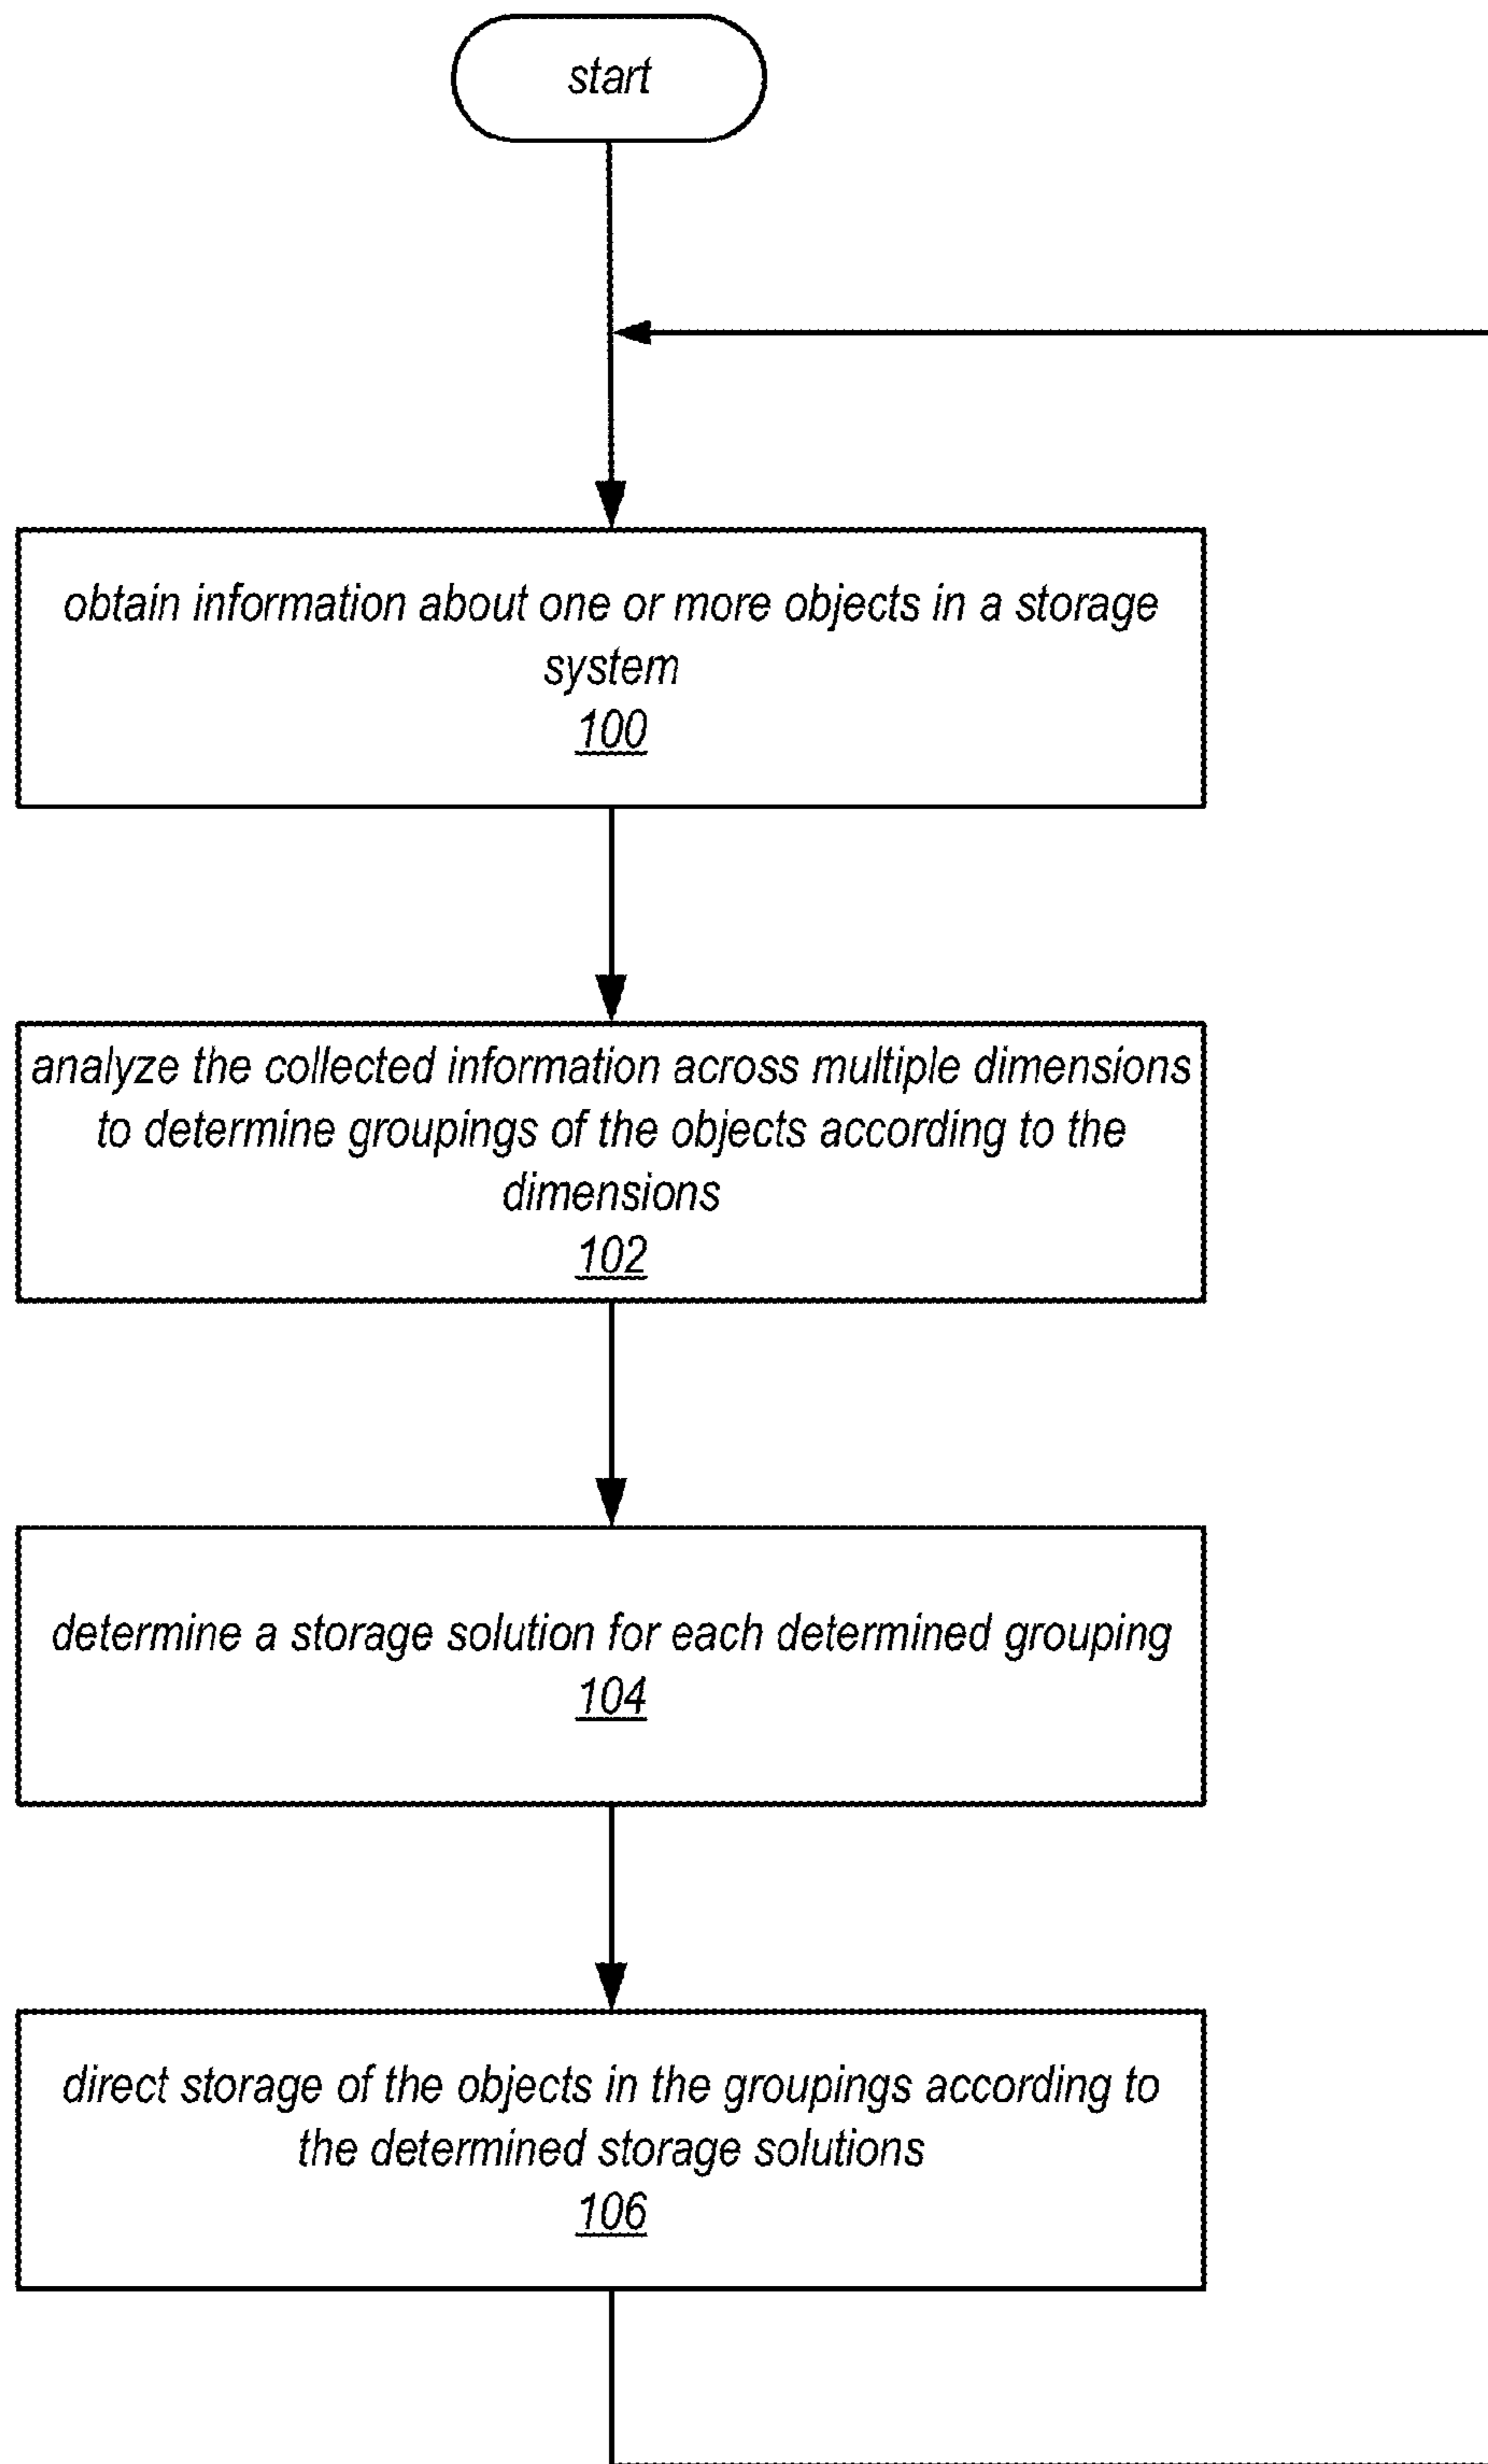 start
obtain information about one or more objects in a storage
system
100
analyze the collected information across multiple dimensions
to determine groupings of the objects according to the
dimensions
102
determine a storage solution for each determined grouping
104
direct storage of the objects in the groupings according to
the determined storage solutions
106